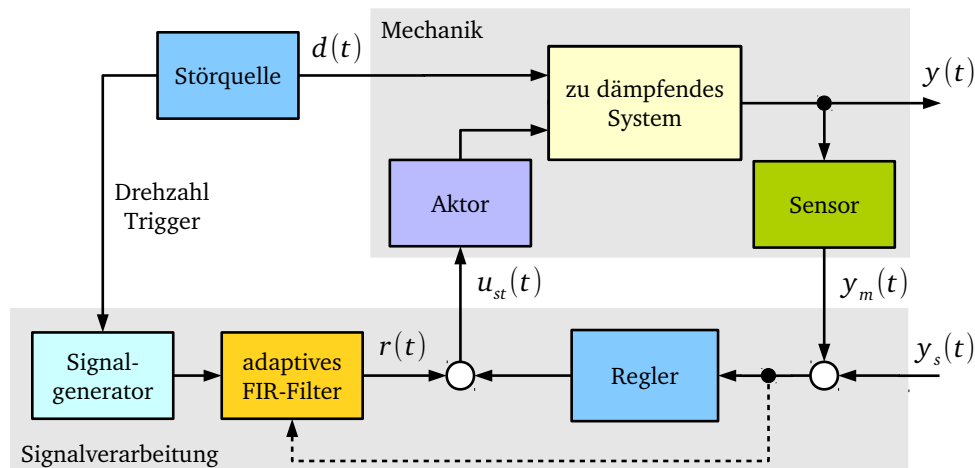 Mechanik
d(t)
Störquelle
zu dämpfendes
System
y(t)
Drehzahl
Trigger
Aktor
Sensor
u_st(t)
y_m(t)
Signal-
generator
adaptives
FIR-Filter
r(t)
Regler
y_s(t)
Signalverarbeitung